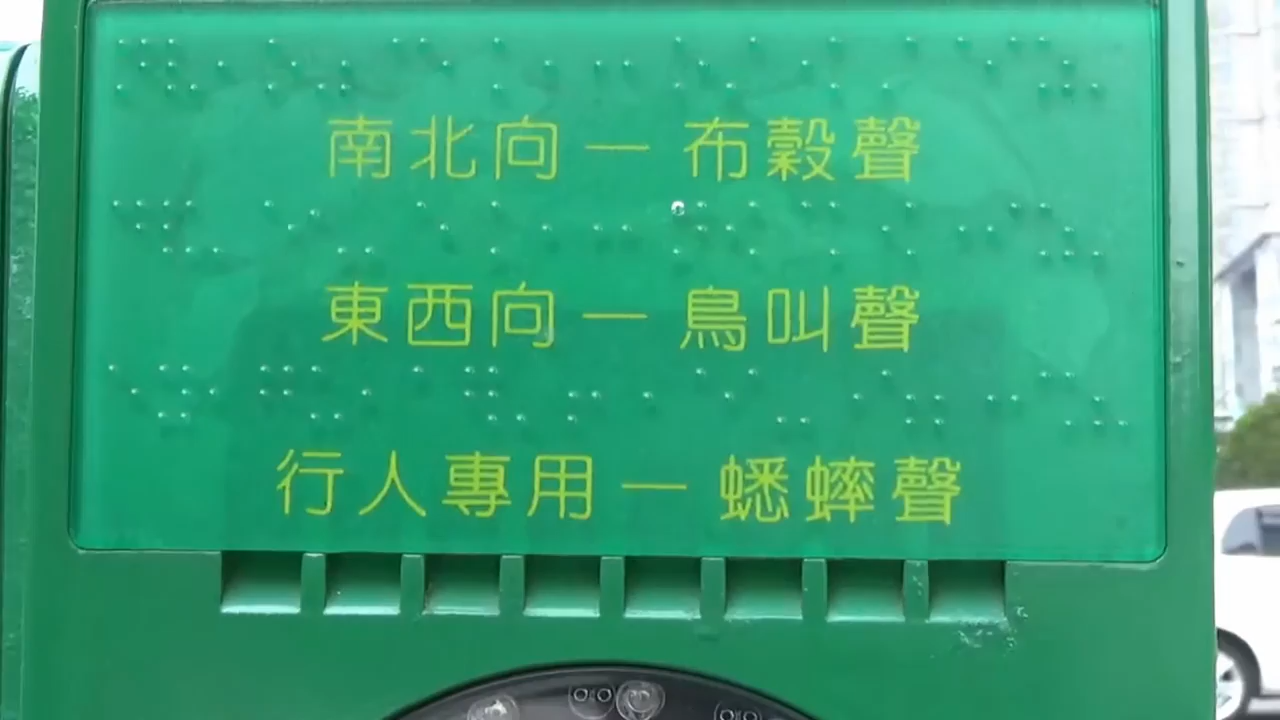 南北向一布穀聲
東西向一鳥叫聲
行人專用一蟋蟀聲